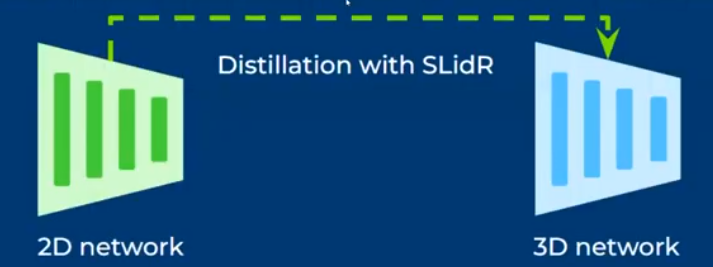 Distillation with SLidR
2D network
3D network